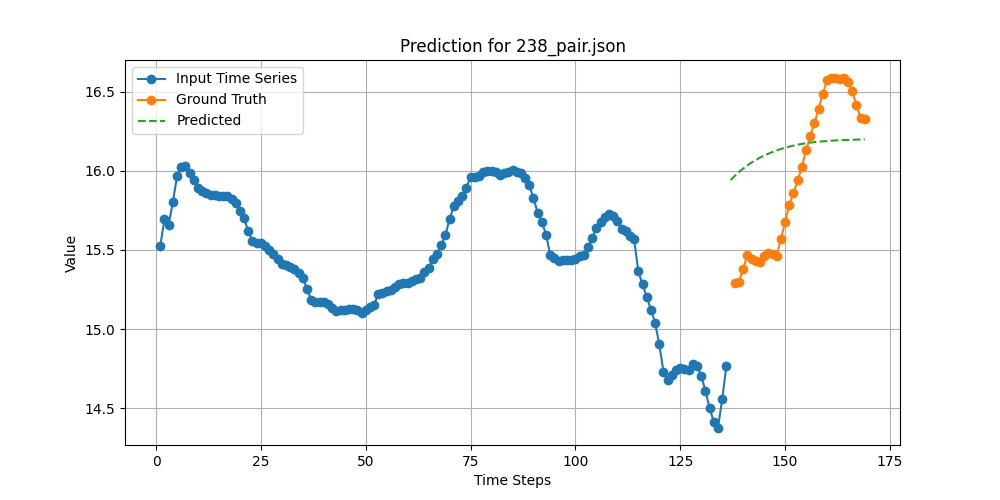 Prediction for 238_pair.json
Input Time Series
Ground Truth
Predicted
Value
16.5
16.0
15.5
15.0
14.5
0 25 50 75 100 125 150 175
Time Steps